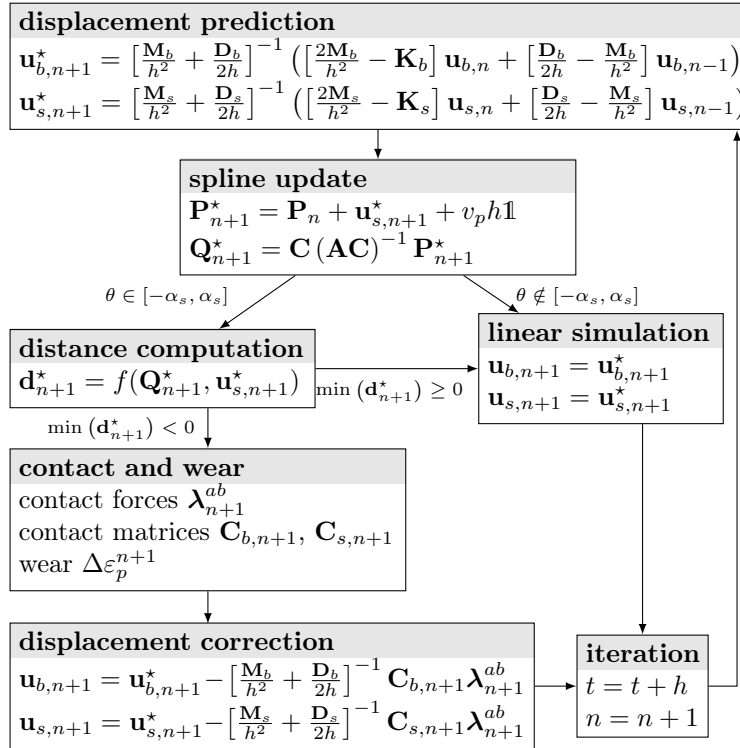 displacement prediction
𝐮⋆_{b,n+1} = [𝐌_b/h² + 𝐃_b/2h]⁻¹ ([2𝐌_b/h² − 𝐊_b] 𝐮_{b,n} + [𝐃_b/2h − 𝐌_b/h²] 𝐮_{b,n−1})
𝐮⋆_{s,n+1} = [𝐌_s/h² + 𝐃_s/2h]⁻¹ ([2𝐌_s/h² − 𝐊_s] 𝐮_{s,n} + [𝐃_s/2h − 𝐌_s/h²] 𝐮_{s,n−1})
spline update
𝐏⋆_{n+1} = 𝐏_n + 𝐮⋆_{s,n+1} + v_p h𝟙
𝐐⋆_{n+1} = 𝐂 (𝐀𝐂)⁻¹ 𝐏⋆_{n+1}
θ ∈ [−α_s, α_s]
θ ∉ [−α_s, α_s]
distance computation
𝐝⋆_{n+1} = f(𝐐⋆_{n+1}, 𝐮⋆_{s,n+1})
min (𝐝⋆_{n+1}) ≥ 0
linear simulation
𝐮_{b,n+1} = 𝐮⋆_{b,n+1}
𝐮_{s,n+1} = 𝐮⋆_{s,n+1}
min (𝐝⋆_{n+1}) < 0
contact and wear
contact forces 𝛌^{ab}_{n+1}
contact matrices 𝐂_{b,n+1}, 𝐂_{s,n+1}
wear Δε_p^{n+1}
displacement correction
𝐮_{b,n+1} = 𝐮⋆_{b,n+1} − [𝐌_b/h² + 𝐃_b/2h]⁻¹ 𝐂_{b,n+1} 𝛌^{ab}_{n+1}
𝐮_{s,n+1} = 𝐮⋆_{s,n+1} − [𝐌_s/h² + 𝐃_s/2h]⁻¹ 𝐂_{s,n+1} 𝛌^{ab}_{n+1}
iteration
t = t + h
n = n + 1